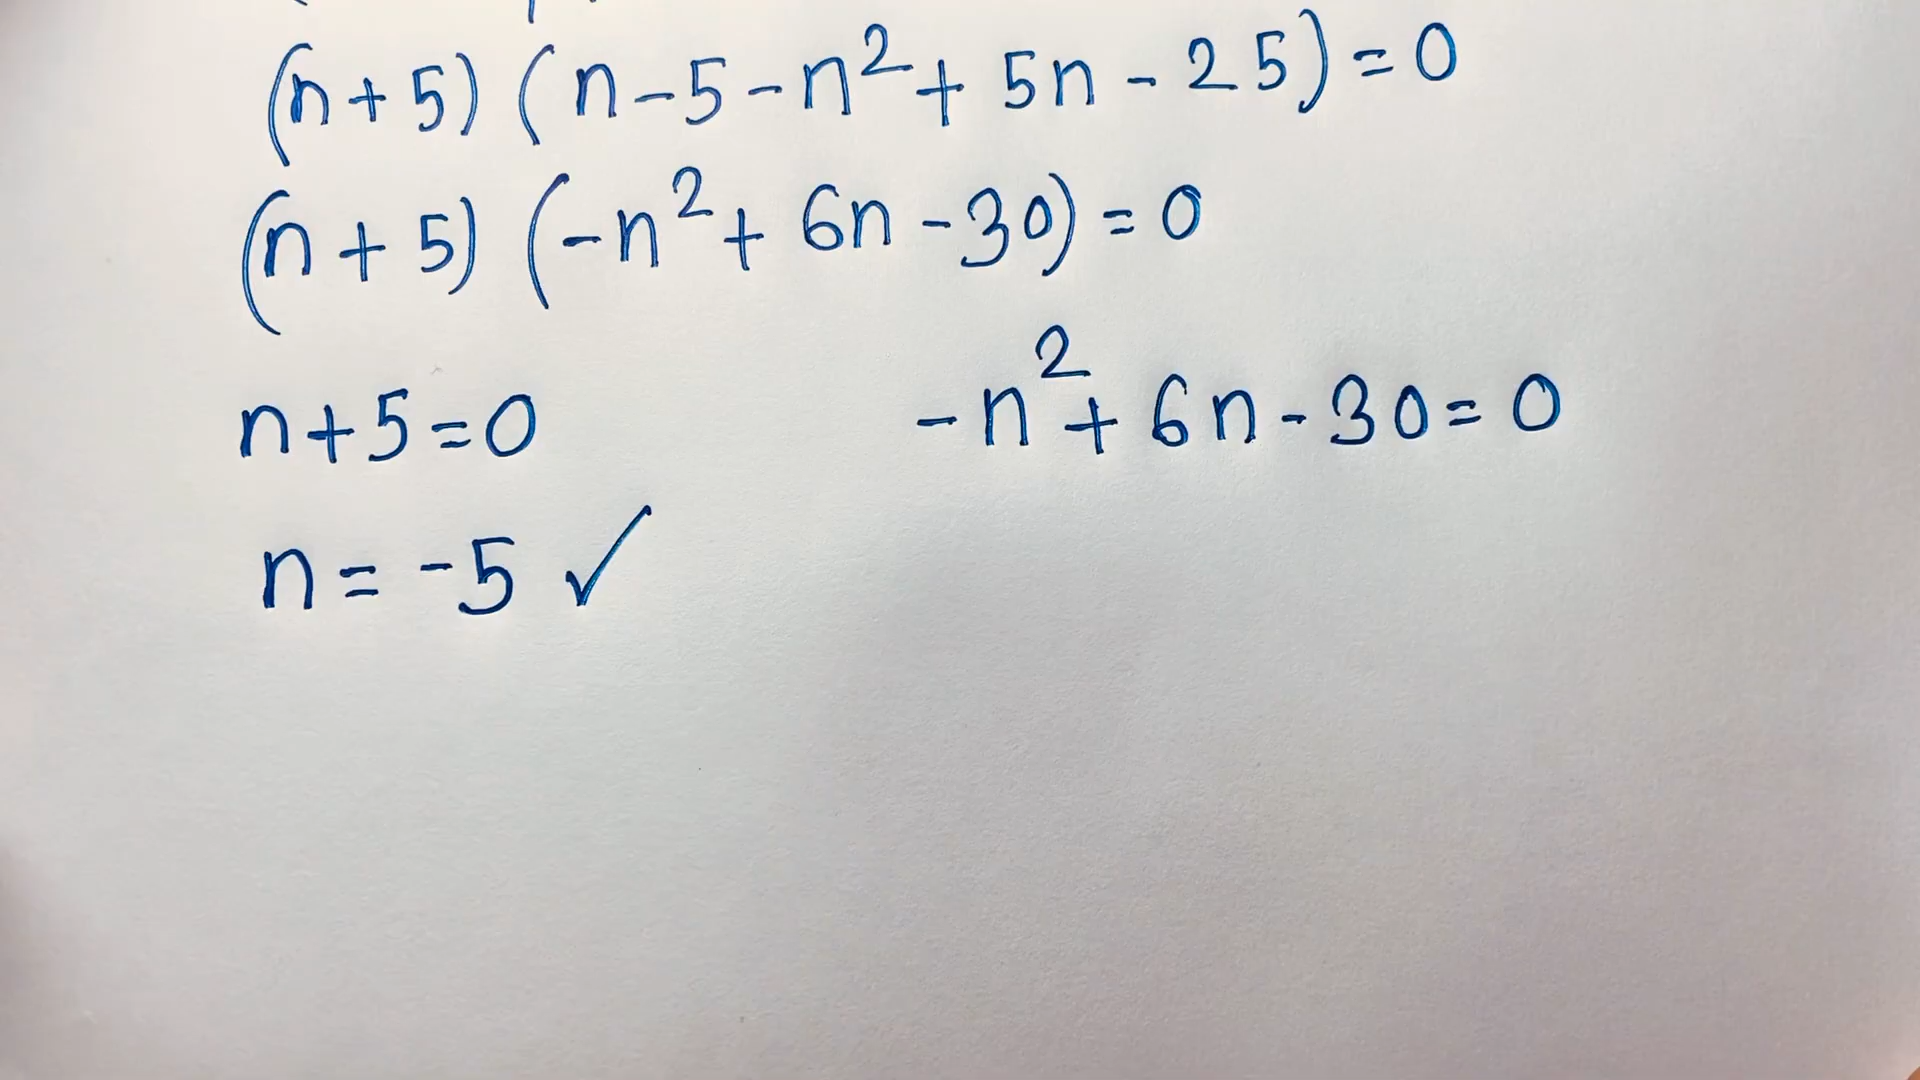 (n+5) (n-5-n²+5n-25)=0
(n+5) (-n²+6n-30)=0
n+5=0
-n²+6n-30=0
n=-5 ✓